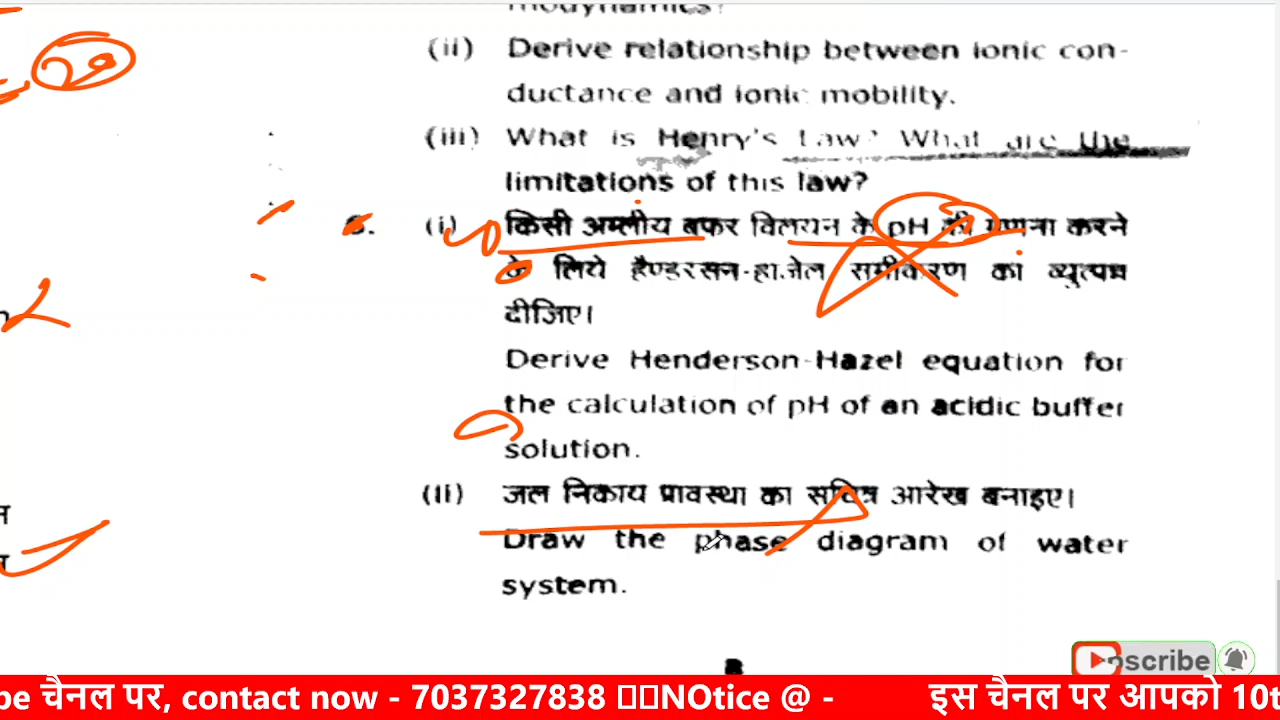 modynamics?
(ii) Derive relationship between ionic con-
ductance and ionic mobility.
(iii) What is Henry's Law? What are the
limitations of this law?
(i) किसी अम्लीय बफर विलयन के pH की गणना करने
के लिये हैण्डरसन-हाजेल समीकरण का व्युत्पन्न
दीजिए।
Derive Henderson-Hazel equation for
the calculation of pH of an acidic buffer
solution.
(ii) जल निकाय प्रावस्था का सचित्र आरेख बनाइए।
Draw the phase diagram of water
system.
8
bscribe
be चैनल पर, contact now - 7037327838 NOtice @ - इस चैनल पर आपको 10t